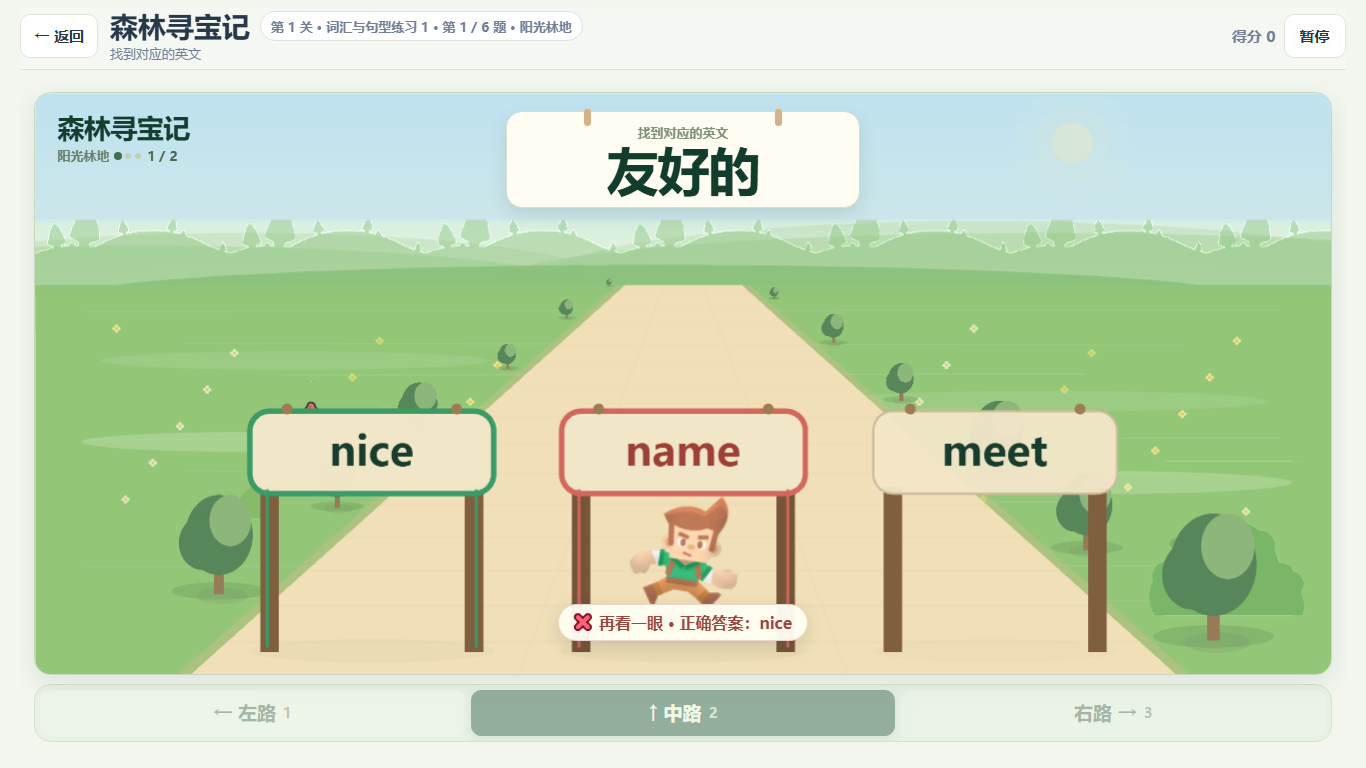 ← 返回
森林寻宝记
第 1 关 • 词汇与句型练习 1 • 第 1 / 6 题 • 阳光林地
找到对应的英文
得分 0
暂停
森林寻宝记
阳光林地 1 / 2
找到对应的英文
友好的
nice
name
meet
再看一眼 • 正确答案：nice
← 左路 1
↑ 中路 2
右路 → 3